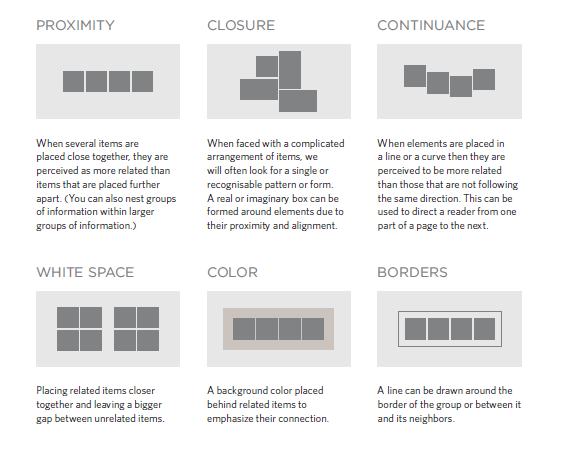 PROXIMITY
When several items are
placed close together, they are
perceived as more related than
items that are placed further
apart. (You can also nest groups
of information within larger
groups of information.)
CLOSURE
When faced with a complicated
arrangement of items, we
will often look for a single or
recognisable pattern or form.
A real or imaginary box can be
formed around elements due to
their proximity and alignment.
CONTINUANCE
When elements are placed in
a line or a curve then they are
perceived to be more related
than those that are not following
the same direction. This can be
used to direct a reader from one
part of a page to the next.
WHITE SPACE
Placing related items closer
together and leaving a bigger
gap between unrelated items.
COLOR
A background color placed
behind related items to
emphasize their connection.
BORDERS
A line can be drawn around the
border of the group or between it
and its neighbors.